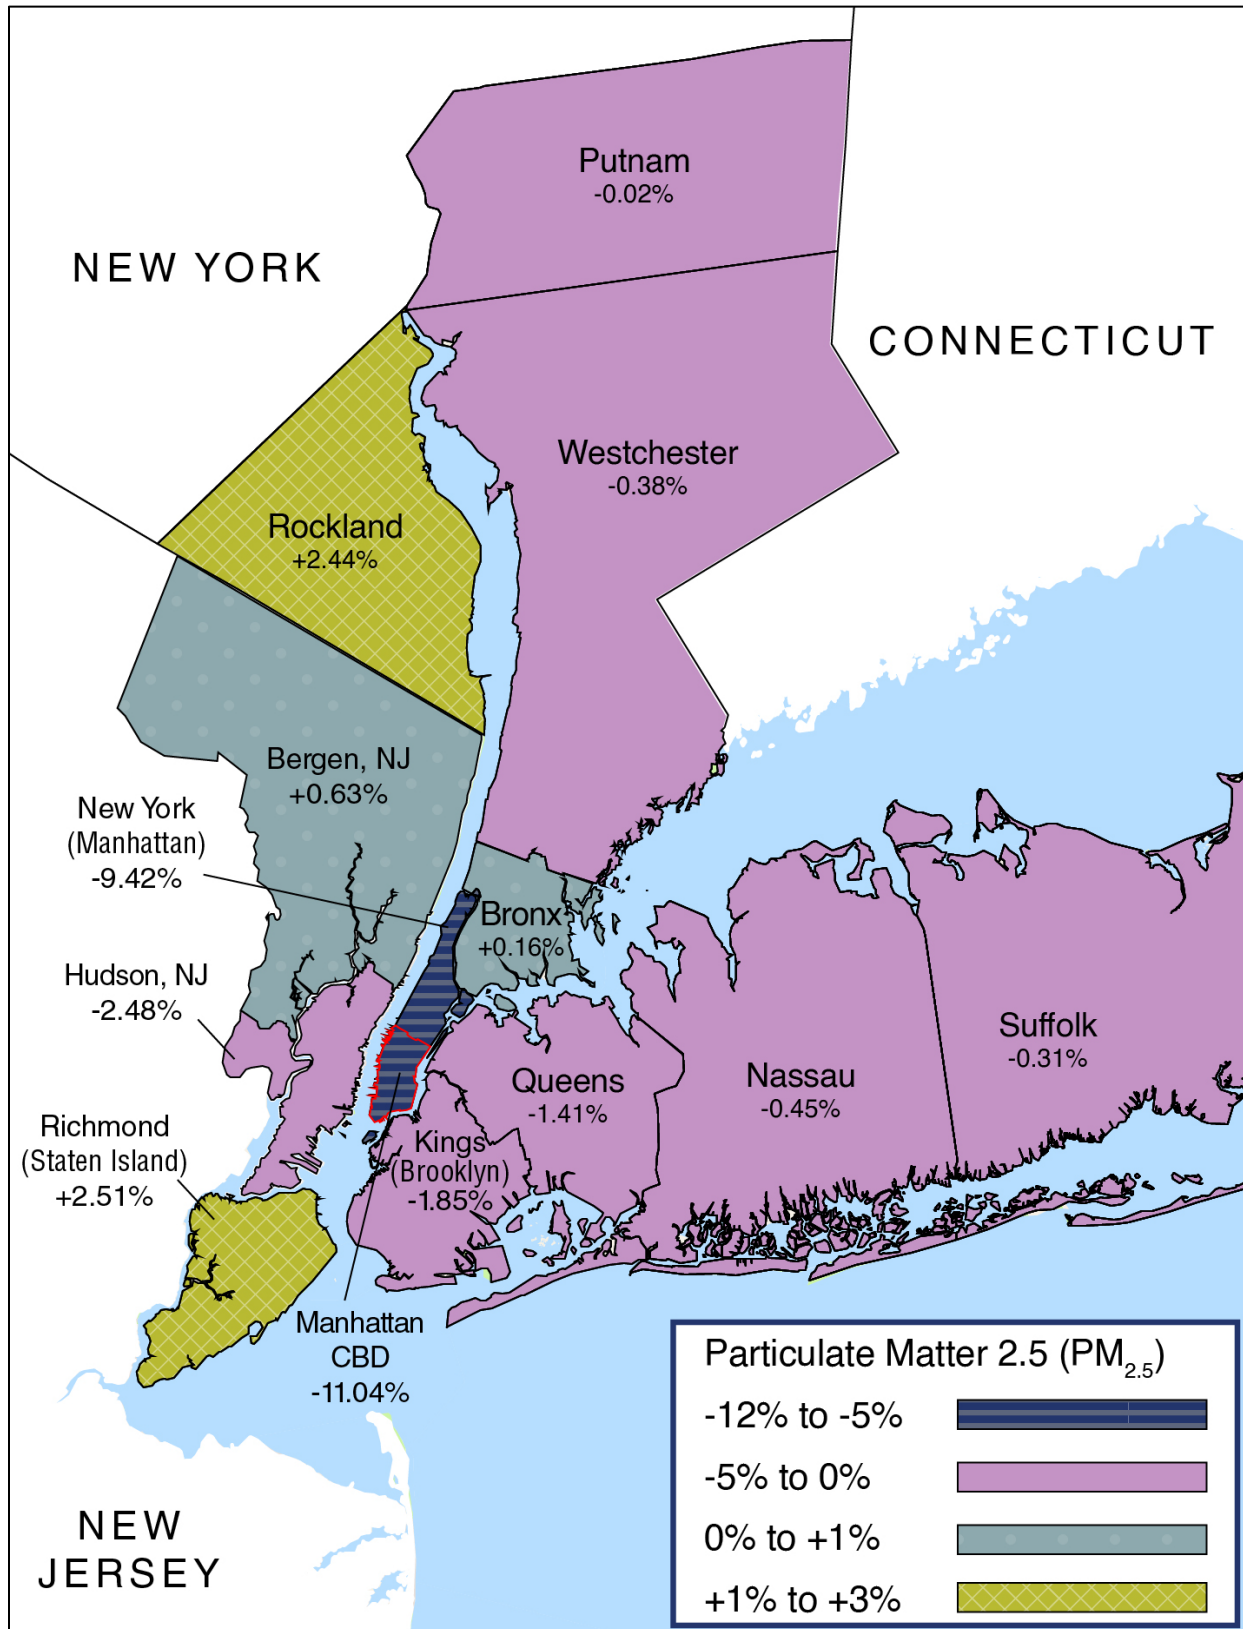 Putnam
-0.02%
NEW YORK
CONNECTICUT
Westchester
-0.38%
Rockland
+2.44%
Bergen, NJ
+0.63%
New York
(Manhattan)
-9.42%
Bronx
+0.16%
Hudson, NJ
-2.48%
Suffolk
-0.31%
Queens
-1.41%
Nassau
-0.45%
Richmond
(Staten Island)
+2.51%
Kings
(Brooklyn)
-1.85%
Manhattan
CBD
-11.04%
Particulate Matter 2.5 (PM2.5)
-12% to -5%
-5% to 0%
0% to +1%
+1% to +3%
NEW
JERSEY